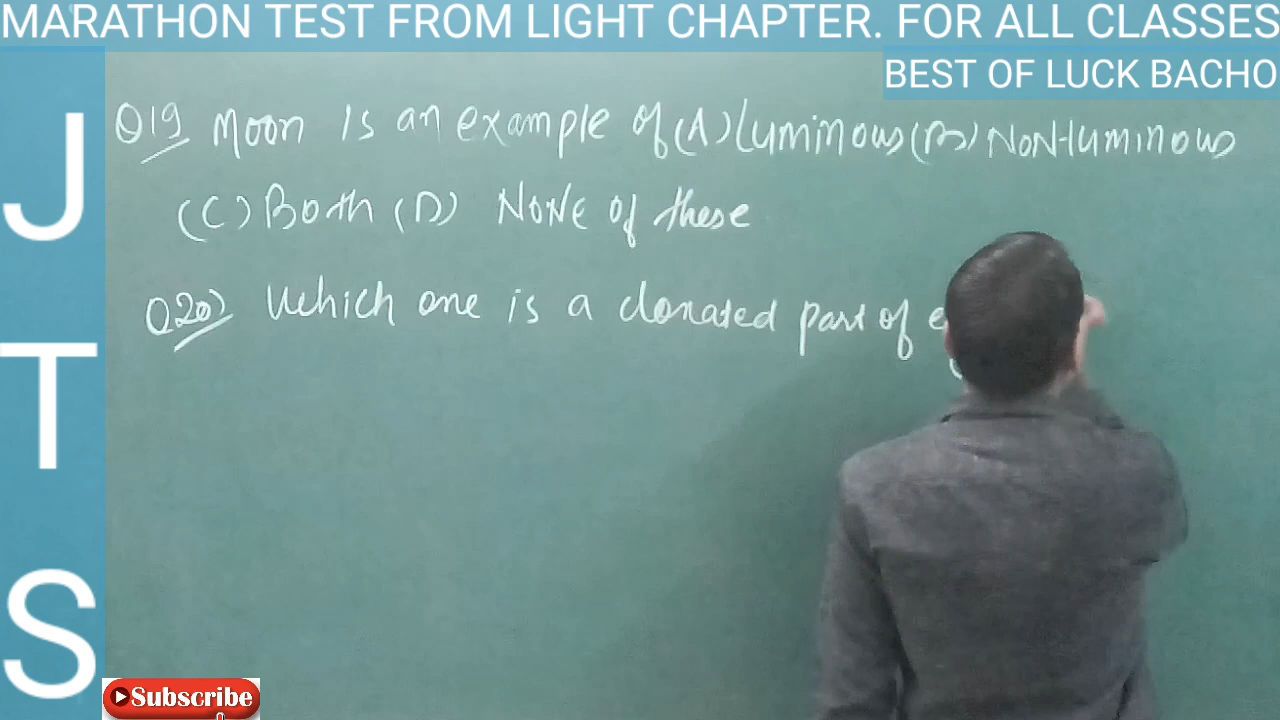 MARATHON TEST FROM LIGHT CHAPTER. FOR ALL CLASSES
BEST OF LUCK BACHO
J
T
S
Q19 Moon is an example of (A) Luminous (B) Non-luminous
(C) Both (D) None of these
Q20) Which one is a donated part of
Subscribe